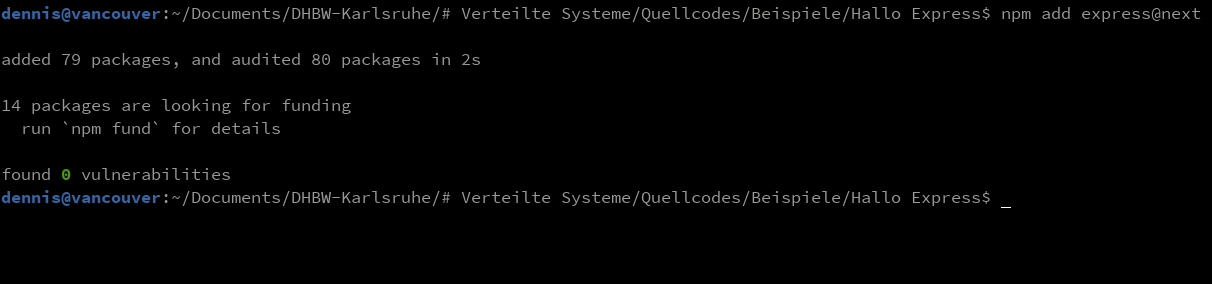 dennis@vancouver:~/Documents/DHBW-Karlsruhe/# Verteilte Systeme/Quellcodes/Beispiele/Hallo Express$ npm add express@next
added 79 packages, and audited 80 packages in 2s
14 packages are looking for funding
run `npm fund` for details
found 0 vulnerabilities
dennis@vancouver:~/Documents/DHBW-Karlsruhe/# Verteilte Systeme/Quellcodes/Beispiele/Hallo Express$ _